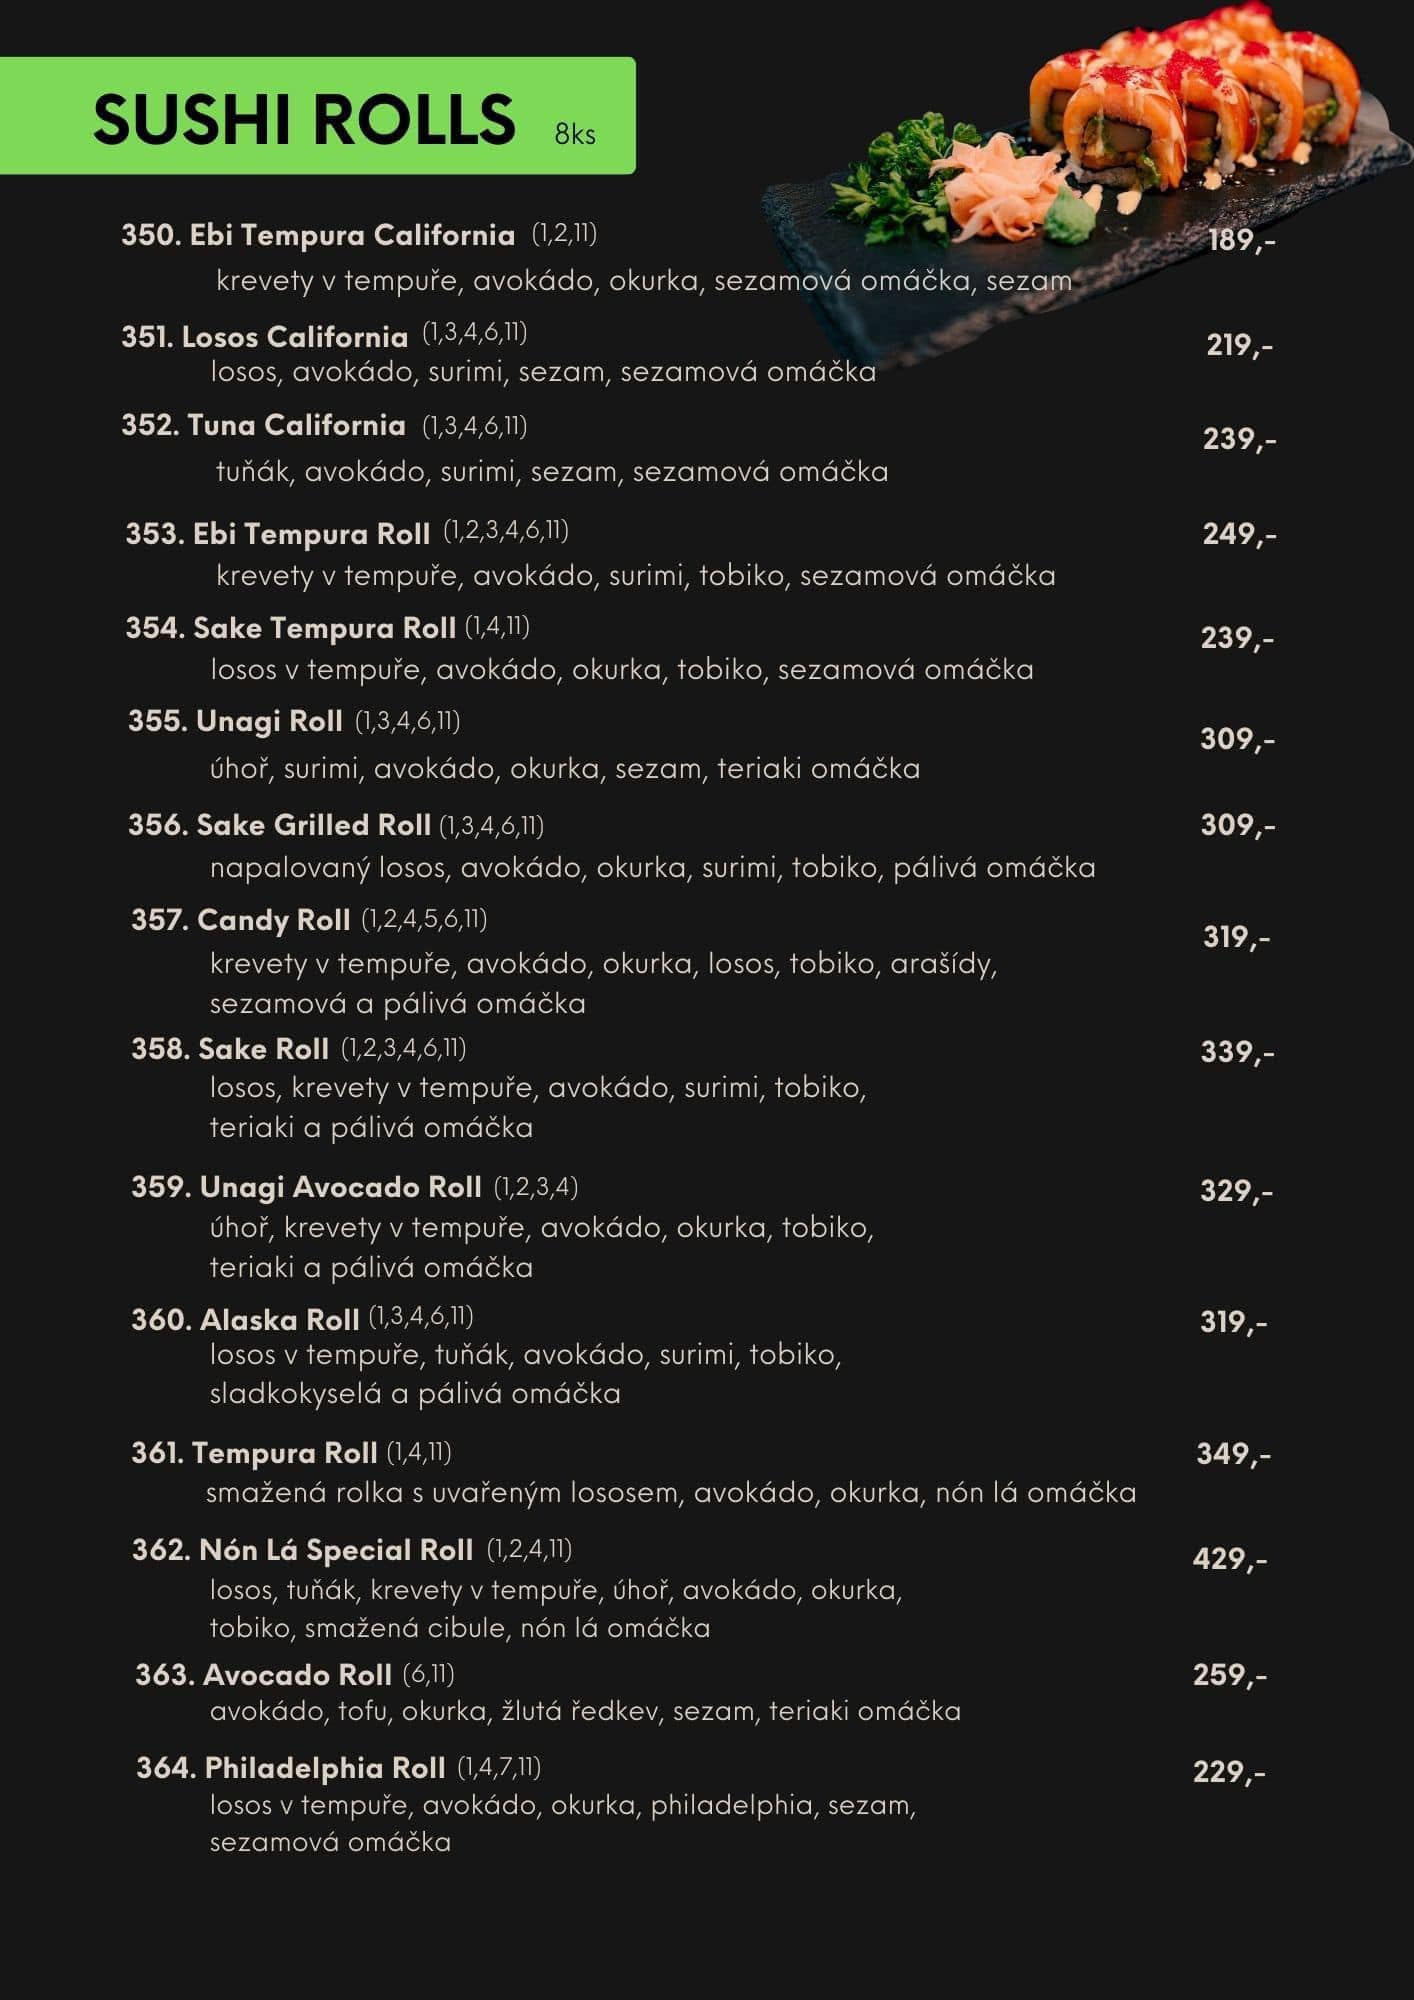 SUSHI ROLLS 8ks
350. Ebi Tempura California (1,2,11) 189,-
krevety v tempuře, avokádo, okurka, sezamová omáčka, sezam
351. Losos California (1,3,4,6,11) 219,-
losos, avokádo, surimi, sezam, sezamová omáčka
352. Tuna California (1,3,4,6,11) 239,-
tuňák, avokádo, surimi, sezam, sezamová omáčka
353. Ebi Tempura Roll (1,2,3,4,6,11) 249,-
krevety v tempuře, avokádo, surimi, tobiko, sezamová omáčka
354. Sake Tempura Roll (1,4,11) 239,-
losos v tempuře, avokádo, okurka, tobiko, sezamová omáčka
355. Unagi Roll (1,3,4,6,11) 309,-
úhoř, surimi, avokádo, okurka, sezam, teriaki omáčka
356. Sake Grilled Roll (1,3,4,6,11) 309,-
napalovaný losos, avokádo, okurka, surimi, tobiko, pálivá omáčka
357. Candy Roll (1,2,4,5,6,11) 319,-
krevety v tempuře, avokádo, okurka, losos, tobiko, arašídy,
sezamová a pálivá omáčka
358. Sake Roll (1,2,3,4,6,11) 339,-
losos, krevety v tempuře, avokádo, surimi, tobiko,
teriaki a pálivá omáčka
359. Unagi Avocado Roll (1,2,3,4) 329,-
úhoř, krevety v tempuře, avokádo, okurka, tobiko,
teriaki a pálivá omáčka
360. Alaska Roll (1,3,4,6,11) 319,-
losos v tempuře, tuňák, avokádo, surimi, tobiko,
sladkokyselá a pálivá omáčka
361. Tempura Roll (1,4,11) 349,-
smažená rolka s uvařeným lososem, avokádo, okurka, nón lá omáčka
362. Nón Lá Special Roll (1,2,4,11) 429,-
losos, tuňák, krevety v tempuře, úhoř, avokádo, okurka,
tobiko, smažená cibule, nón lá omáčka
363. Avocado Roll (6,11) 259,-
avokádo, tofu, okurka, žlutá ředkev, sezam, teriaki omáčka
364. Philadelphia Roll (1,4,7,11) 229,-
losos v tempuře, avokádo, okurka, philadelphia, sezam,
sezamová omáčka